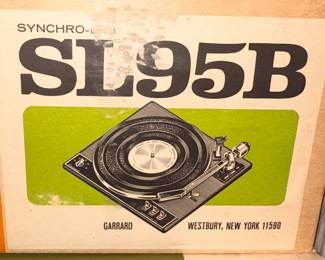 SYNCHRO-
SL95B
GARRARD WESTBURY, NEW YORK 11590